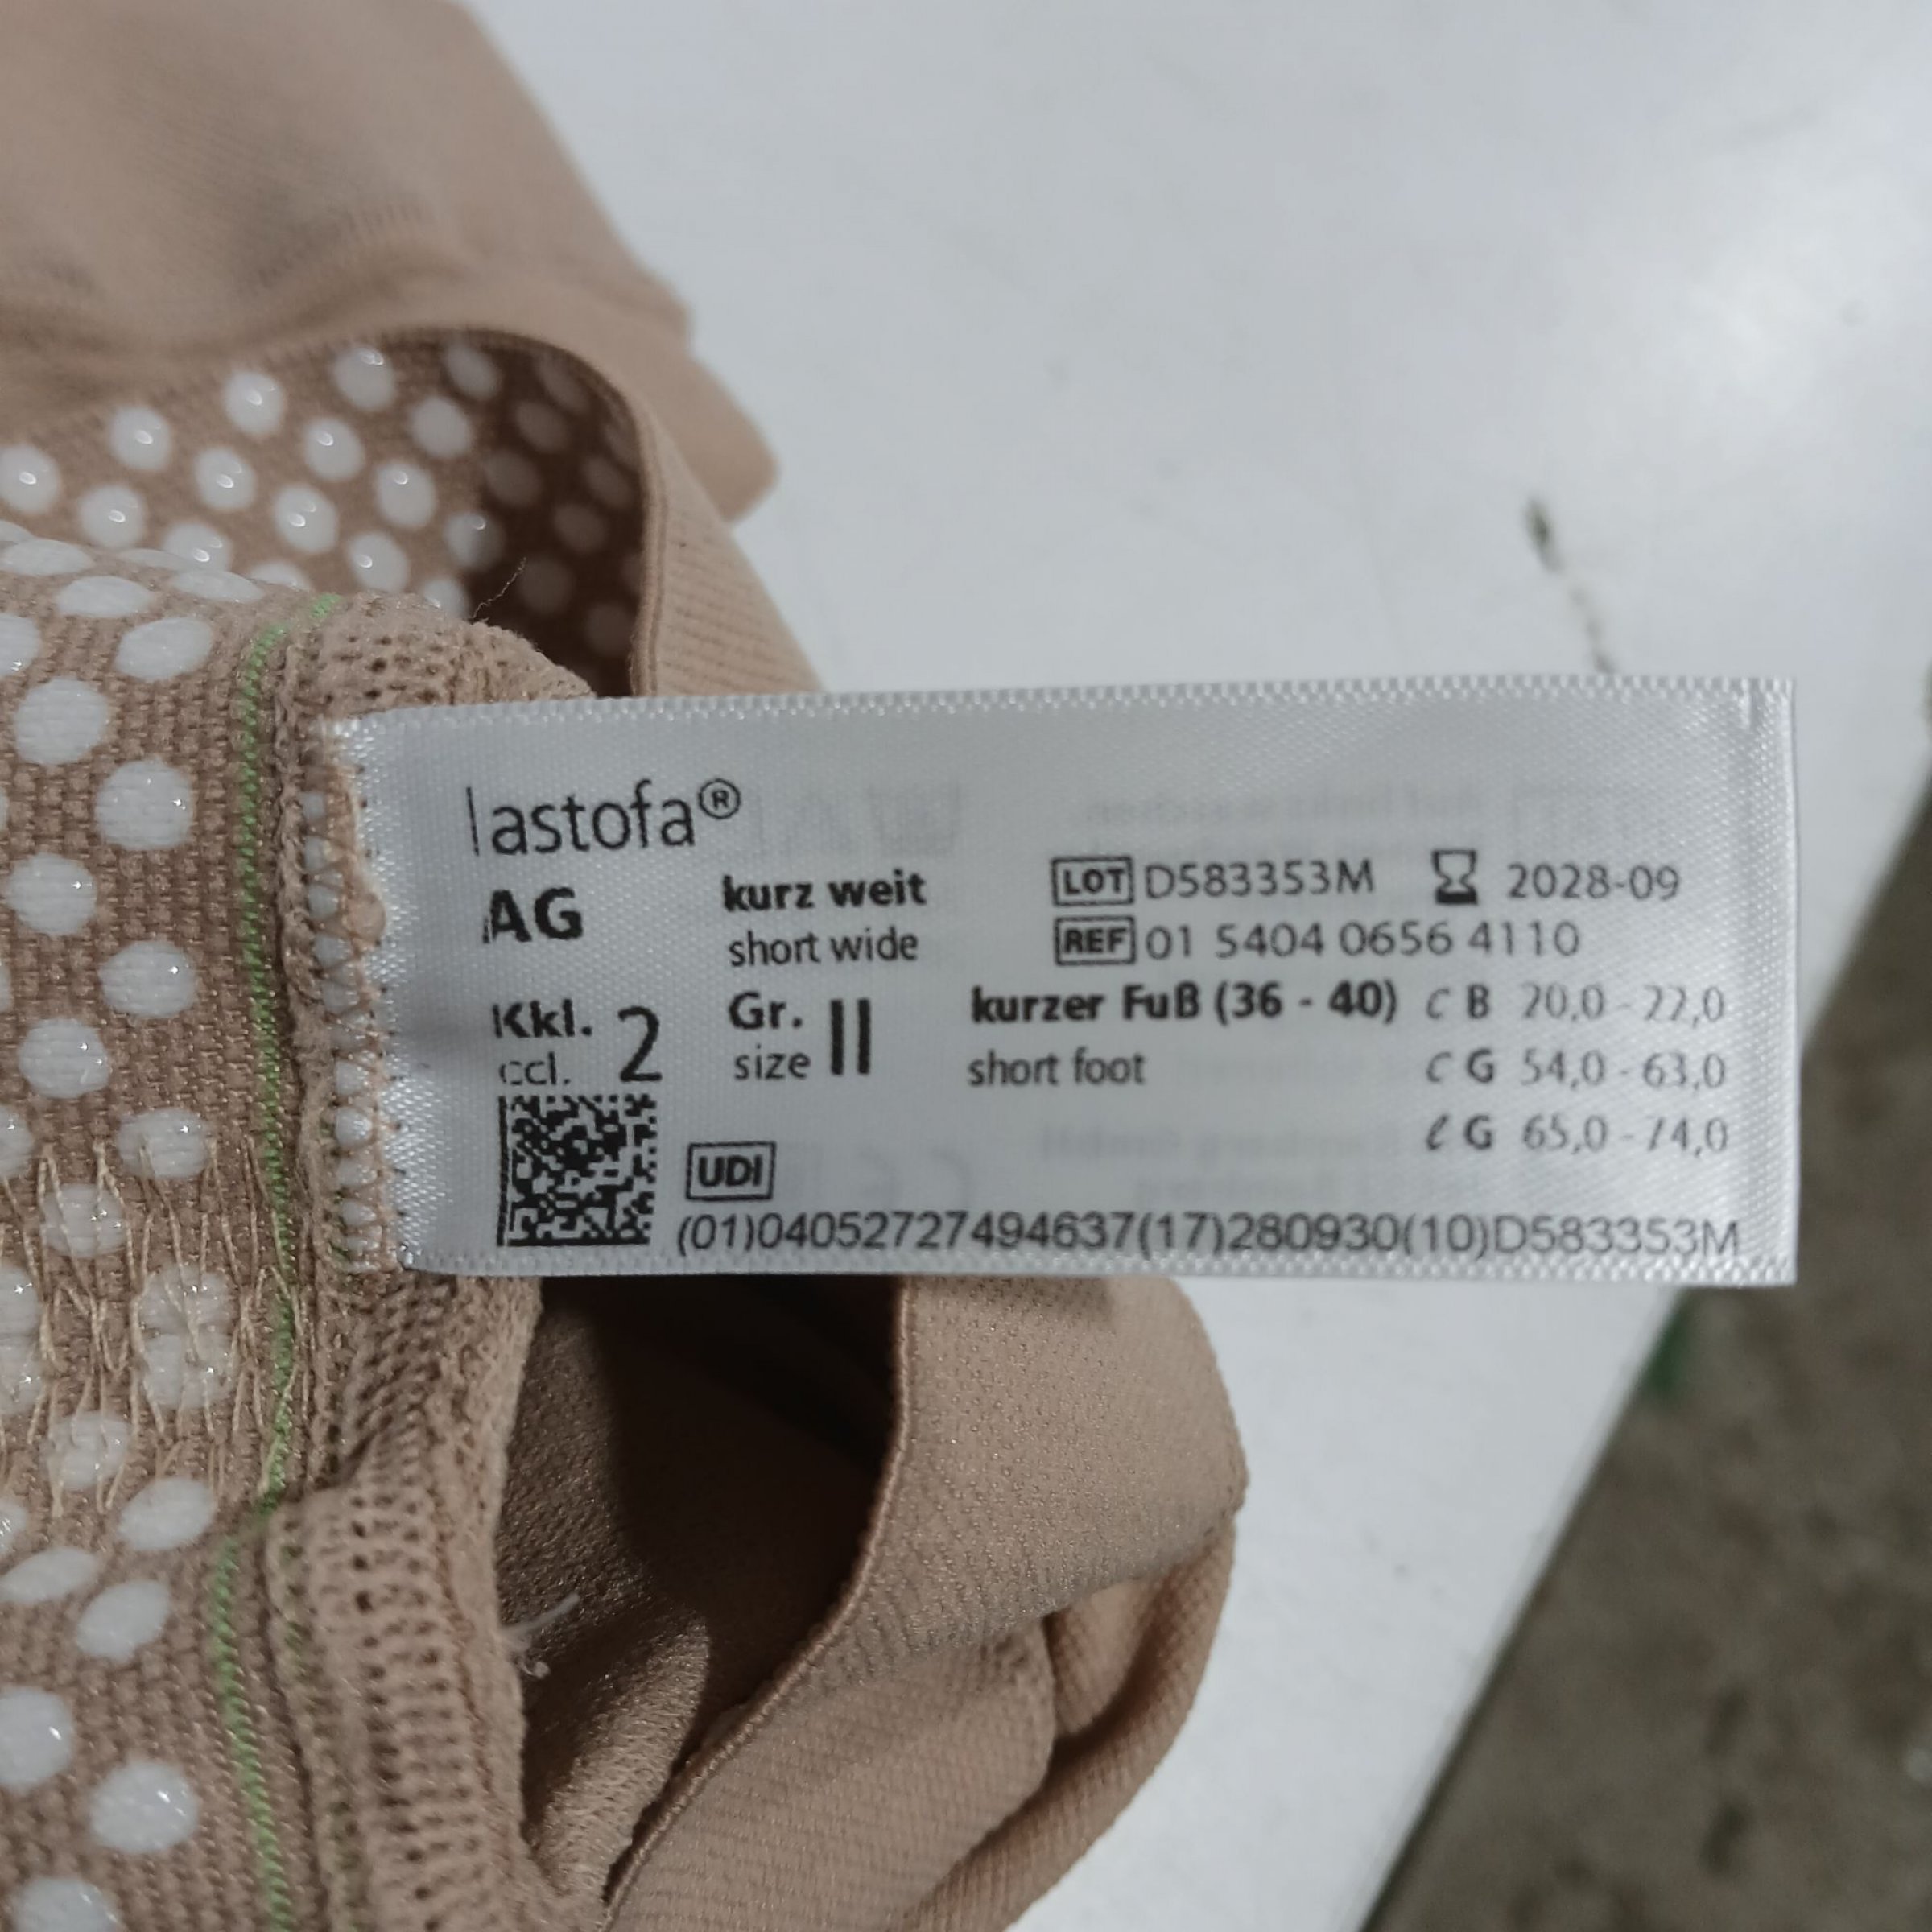 lastofa®
AG kurz weit LOT D583353M 2028-09
short wide REF 01 5404 0656 4110
Kkl. 2 Gr. II kurzer Fuß (36 - 40) c B 20,0 - 22,0
ccl. size short foot c G 54,0 - 63,0
ℓ G 65,0 - 74,0
UDI
(01)04052727494637(17)280930(10)D583353M